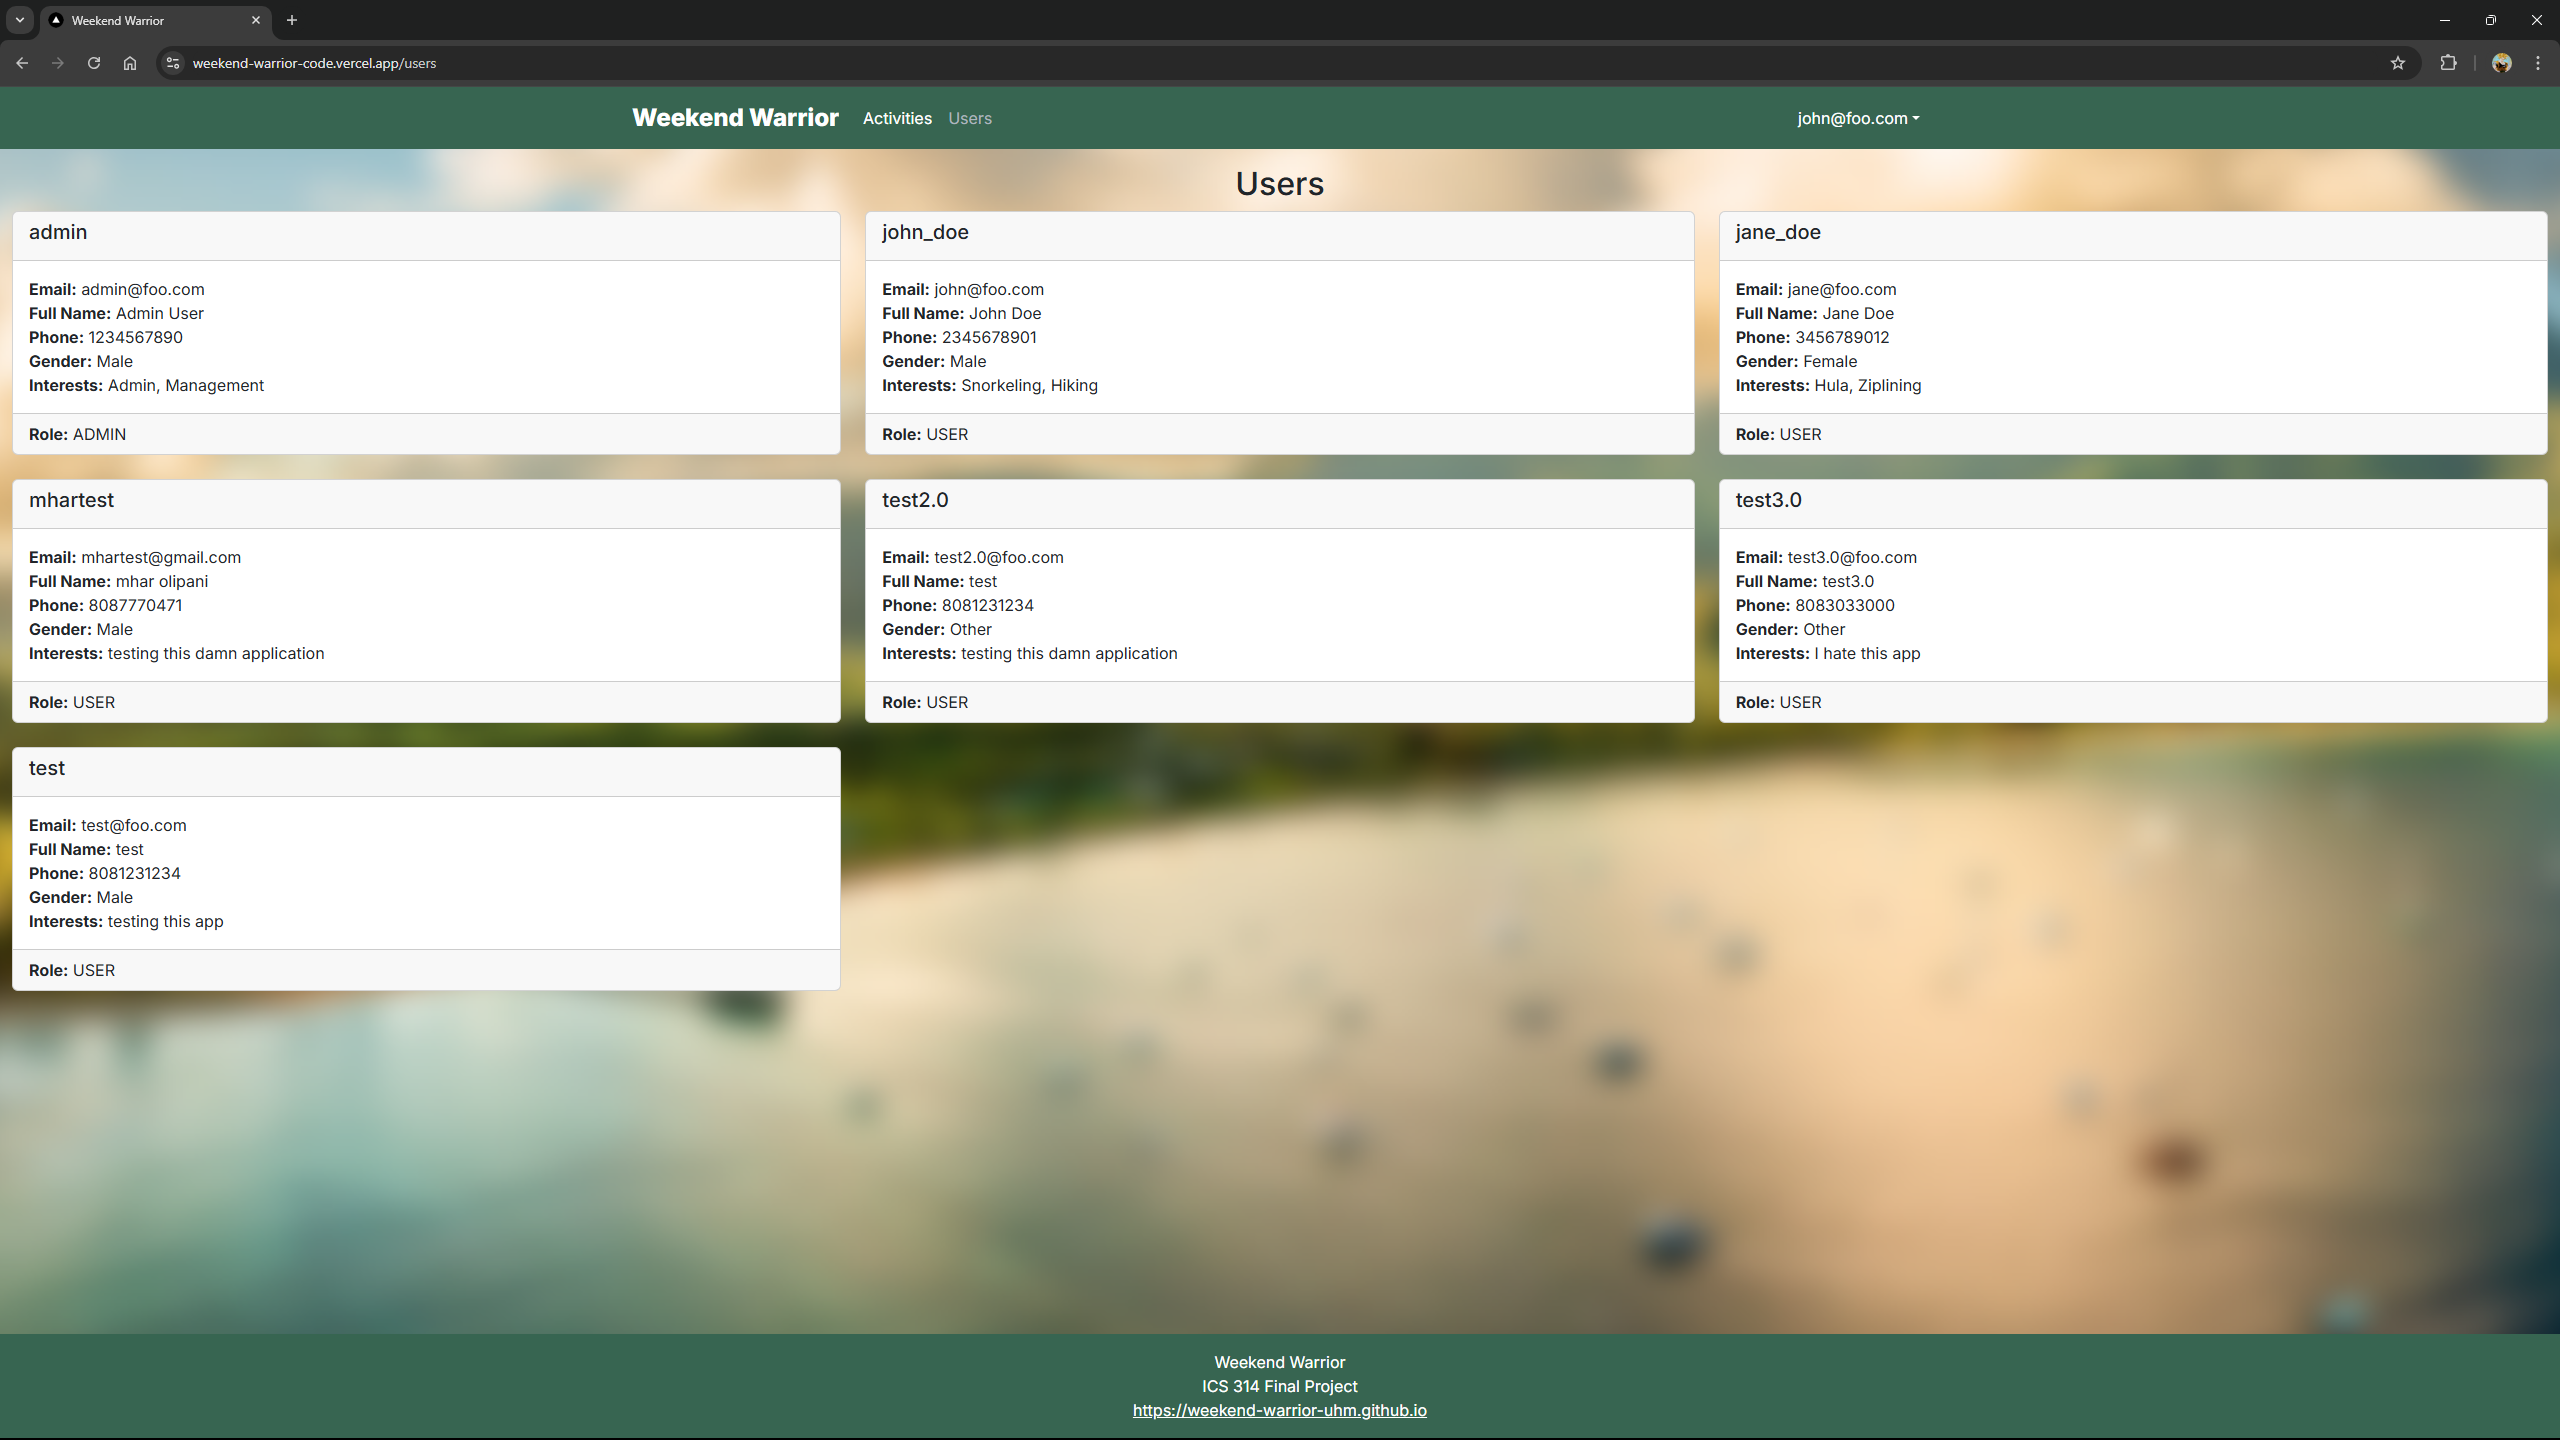 Weekend Warrior
weekend-warrior-code.vercel.app/users
Weekend Warrior Activities Users john@foo.com
Users
admin
Email: admin@foo.com
Full Name: Admin User
Phone: 1234567890
Gender: Male
Interests: Admin, Management
Role: ADMIN
john_doe
Email: john@foo.com
Full Name: John Doe
Phone: 2345678901
Gender: Male
Interests: Snorkeling, Hiking
Role: USER
jane_doe
Email: jane@foo.com
Full Name: Jane Doe
Phone: 3456789012
Gender: Female
Interests: Hula, Ziplining
Role: USER
mhartest
Email: mhartest@gmail.com
Full Name: mhar olipani
Phone: 8087770471
Gender: Male
Interests: testing this damn application
Role: USER
test2.0
Email: test2.0@foo.com
Full Name: test
Phone: 8081231234
Gender: Other
Interests: testing this damn application
Role: USER
test3.0
Email: test3.0@foo.com
Full Name: test3.0
Phone: 8083033000
Gender: Other
Interests: I hate this app
Role: USER
test
Email: test@foo.com
Full Name: test
Phone: 8081231234
Gender: Male
Interests: testing this app
Role: USER
Weekend Warrior
ICS 314 Final Project
https://weekend-warrior-uhm.github.io